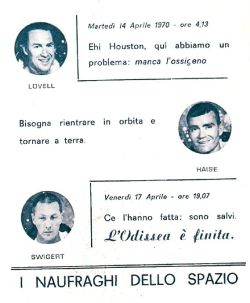 Martedì 14 Aprile 1970 - ore 4,13
Ehi Houston, qui abbiamo un
problema: manca l'ossigeno
LOVELL
Bisogna rientrare in orbita e
tornare a terra.
HAISE
Venerdì 17 Aprile - ore 19,07
Ce l'hanno fatta: sono salvi.
L'Odissea è finita.
SWIGERT
I NAUFRAGHI DELLO SPAZIO